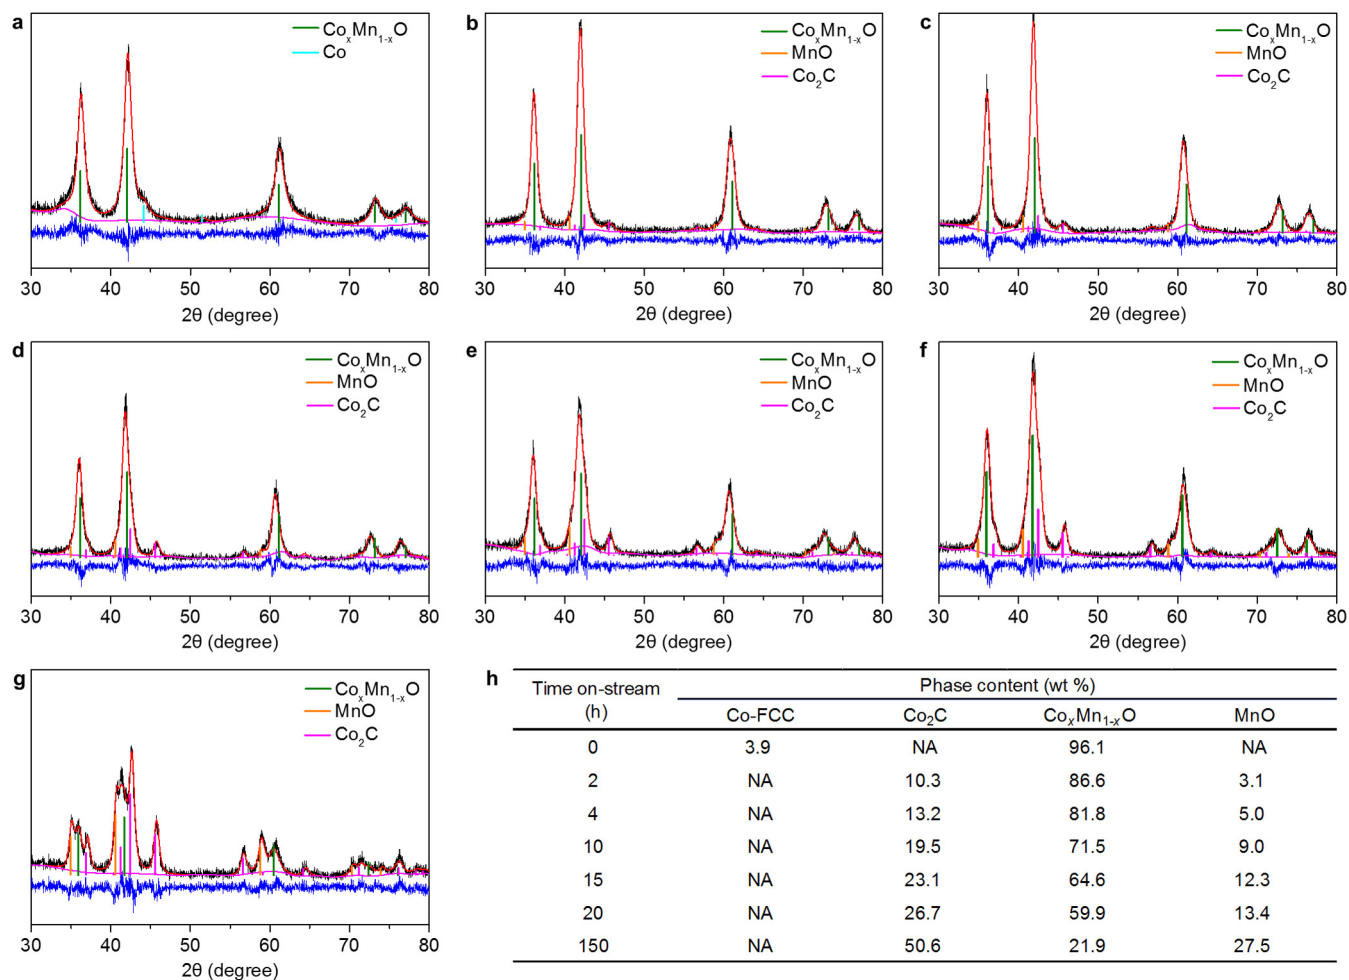 a
Co
x
Mn
1-x
O
Co
30 40 50 60 70 80
2θ (degree)
b
CoxMn1-xO
MnO
Co2C
30 40 50 60 70 80
2θ (degree)
c
CoxMn1-xO
MnO
Co2C
30 40 50 60 70 80
2θ (degree)
d
CoxMn1-xO
MnO
Co2C
30 40 50 60 70 80
2θ (degree)
e
CoxMn1-xO
MnO
Co2C
30 40 50 60 70 80
2θ (degree)
f
CoxMn1-xO
MnO
Co2C
30 40 50 60 70 80
2θ (degree)
g
CoxMn1-xO
MnO
Co2C
30 40 50 60 70 80
2θ (degree)
h
Time on-stream (h) Phase content (wt %)
Co-FCC Co2C CoxMn1-xO MnO
0 3.9 NA 96.1 NA
2 NA 10.3 86.6 3.1
4 NA 13.2 81.8 5.0
10 NA 19.5 71.5 9.0
15 NA 23.1 64.6 12.3
20 NA 26.7 59.9 13.4
150 NA 50.6 21.9 27.5